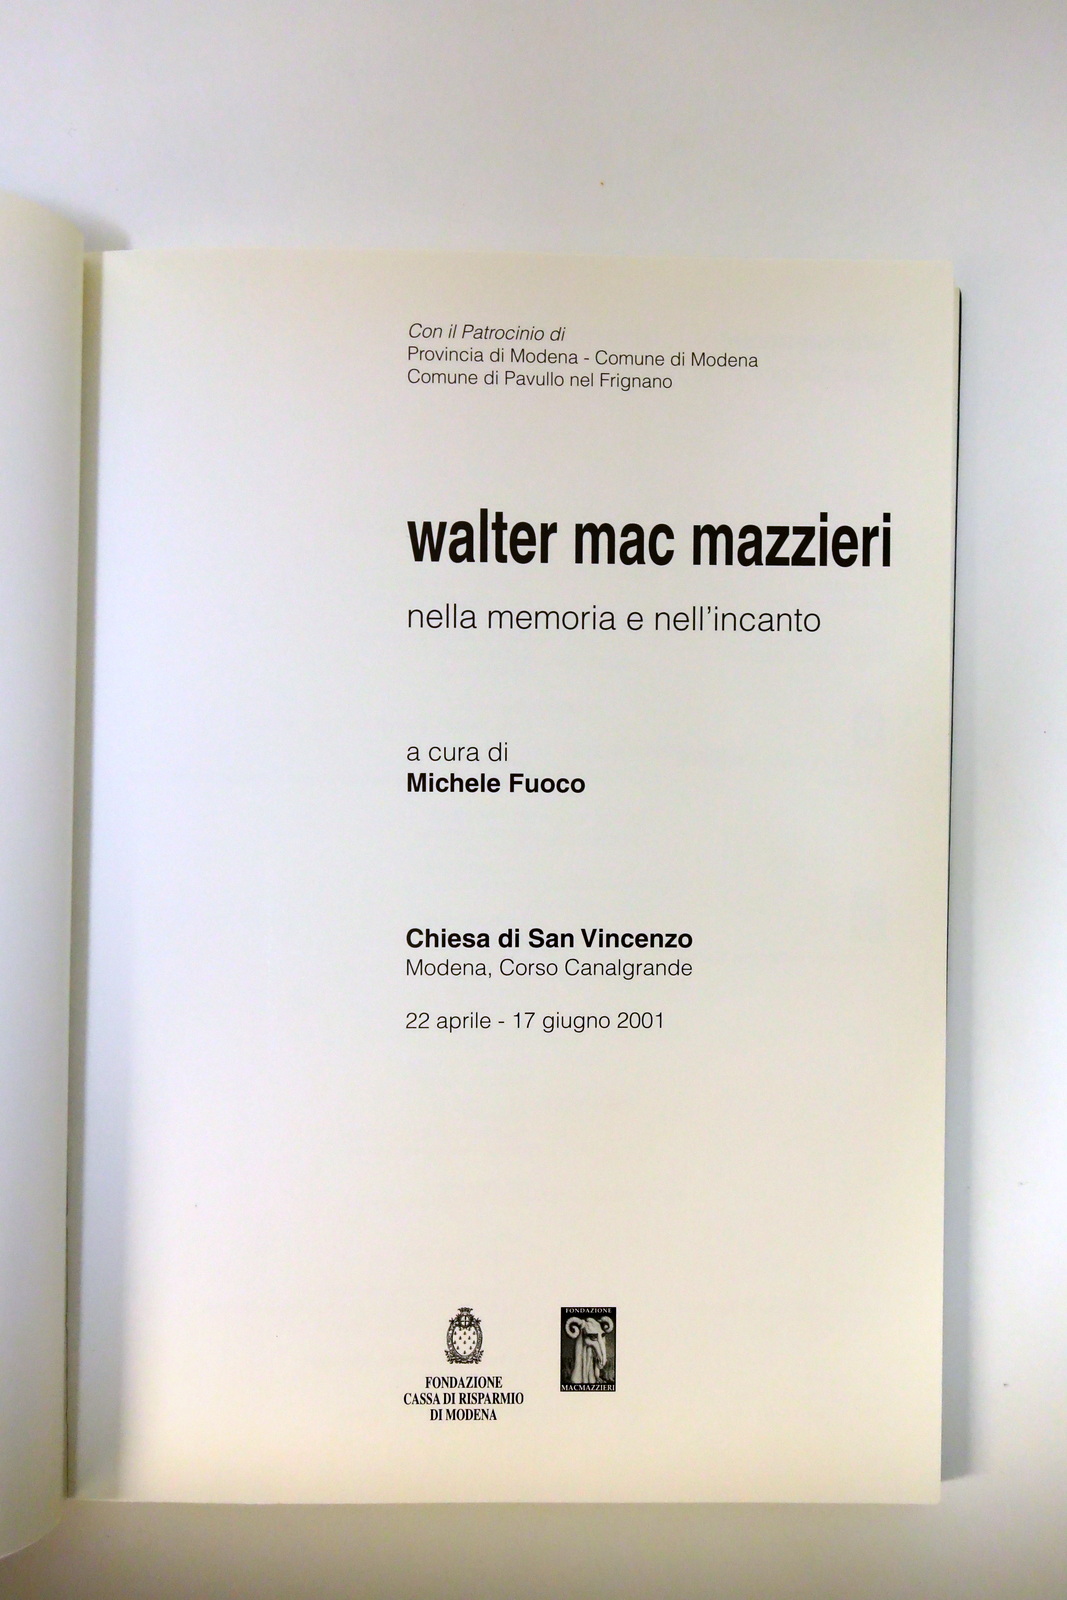 Con il Patrocinio di
Provincia di Modena - Comune di Modena
Comune di Pavullo nel Frignano
walter mac mazzieri
nella memoria e nell'incanto
a cura di
Michele Fuoco
Chiesa di San Vincenzo
Modena, Corso Canalgrande
22 aprile - 17 giugno 2001
FONDAZIONE
CASSA DI RISPARMIO
DI MODENA
FONDAZIONE
MACMAZZIERI